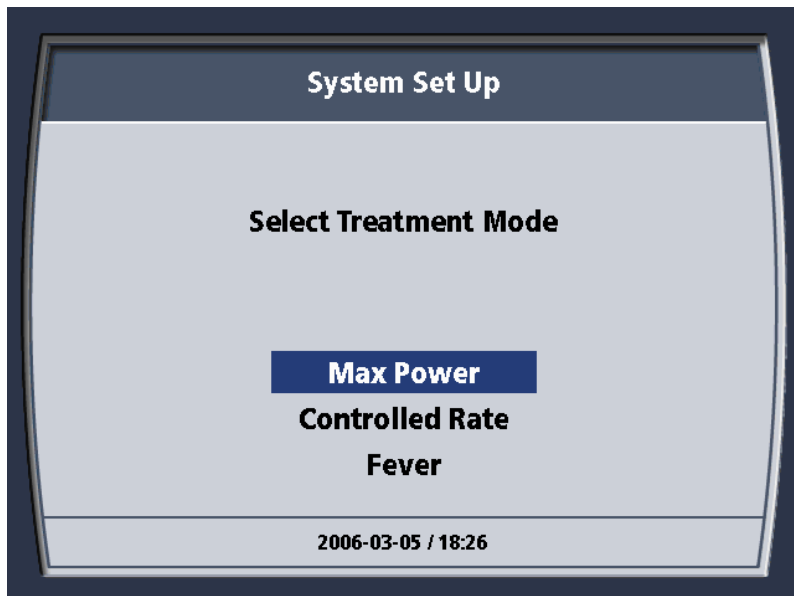 System Set Up
Select Treatment Mode
Max Power
Controlled Rate
Fever
2006-03-05 / 18:26